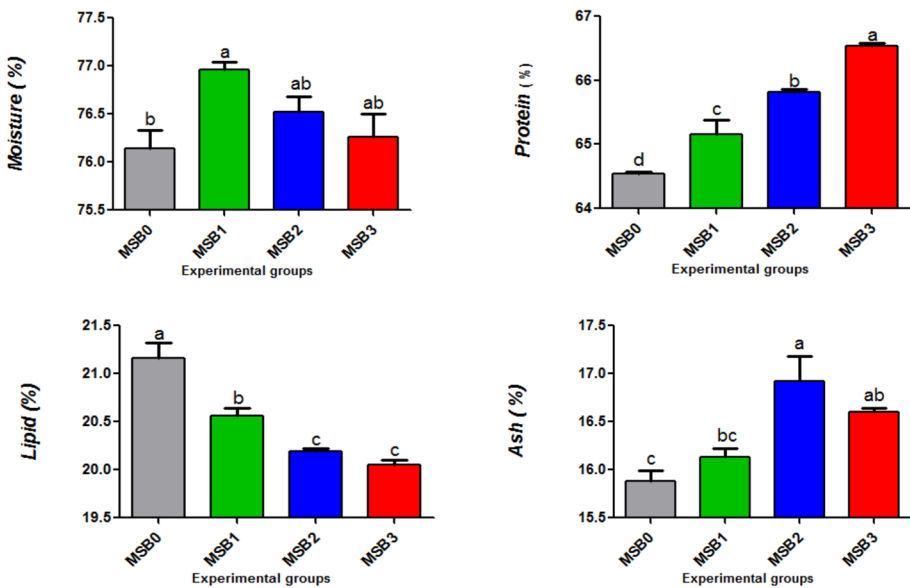 Moisture (%)
77.5
77.0
76.5
76.0
75.5
b
a
ab
ab
MSB0
MSB1
MSB2
MSB3
Experimental groups
Protein (%)
67
66
65
64
d
c
b
a
MSB0
MSB1
MSB2
MSB3
Experimental groups
Lipid (%)
21.5
21.0
20.5
20.0
19.5
a
b
c
c
MSB0
MSB1
MSB2
MSB3
Experimental groups
Ash (%)
17.5
17.0
16.5
16.0
15.5
c
bc
a
ab
MSB0
MSB1
MSB2
MSB3
Experimental groups